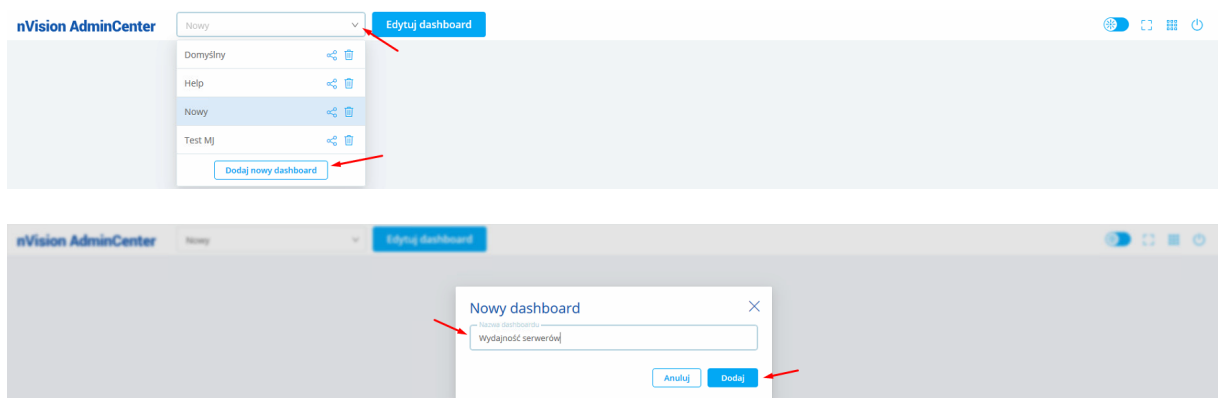 nVision AdminCenter Nowy Edytuj dashboard
Domyślny
Help
Nowy
Test MJ
Dodaj nowy dashboard
nVision AdminCenter Nowy Edytuj dashboard
Nowy dashboard
Nazwa dashboardu
Wydajność serwerów
Anuluj Dodaj